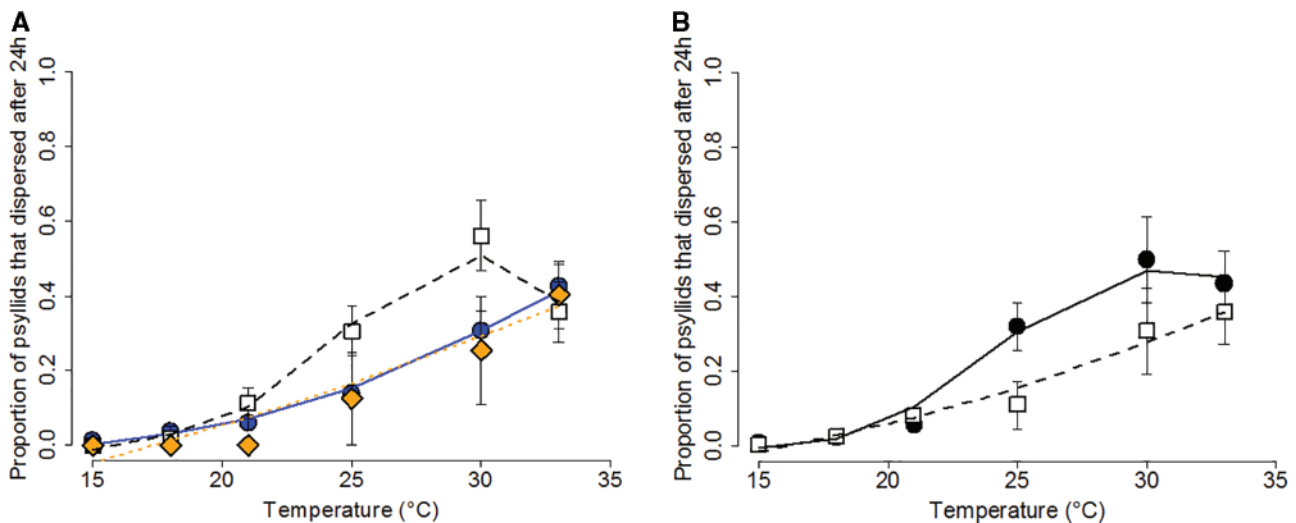 A
Proportion of psyllids that dispersed after 24h
1.0
0.8
0.6
0.4
0.2
0.0
15 20 25 30 35
Temperature (°C)
B
Proportion of psyllids that dispersed after 24h
1.0
0.8
0.6
0.4
0.2
0.0
15 20 25 30 35
Temperature (°C)